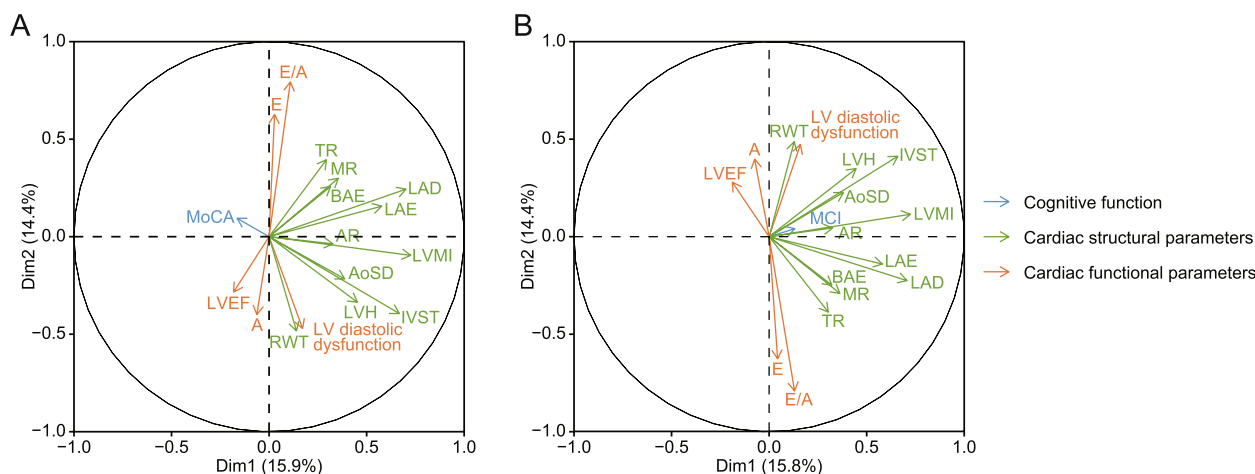 A
1.0
0.5
0.0
−0.5
−1.0
Dim2 (14.4%)
−1.0
−0.5
0.0
0.5
1.0
Dim1 (15.9%)
E/A
E
TR
MR
BAE
LAD
LAE
MoCA
AR
LVMI
AoSD
LVEF
LVH
IVST
A
RWT
LV diastolic
dysfunction
B
1.0
0.5
0.0
−0.5
−1.0
Dim2 (14.4%)
−1.0
−0.5
0.0
0.5
1.0
Dim1 (15.8%)
LV diastolic
dysfunction
RWT
A
LVH
IVST
LVEF
AoSD
MCI
LVMI
AR
LAE
BAE
LAD
MR
TR
E
E/A
Cognitive function
Cardiac structural parameters
Cardiac functional parameters